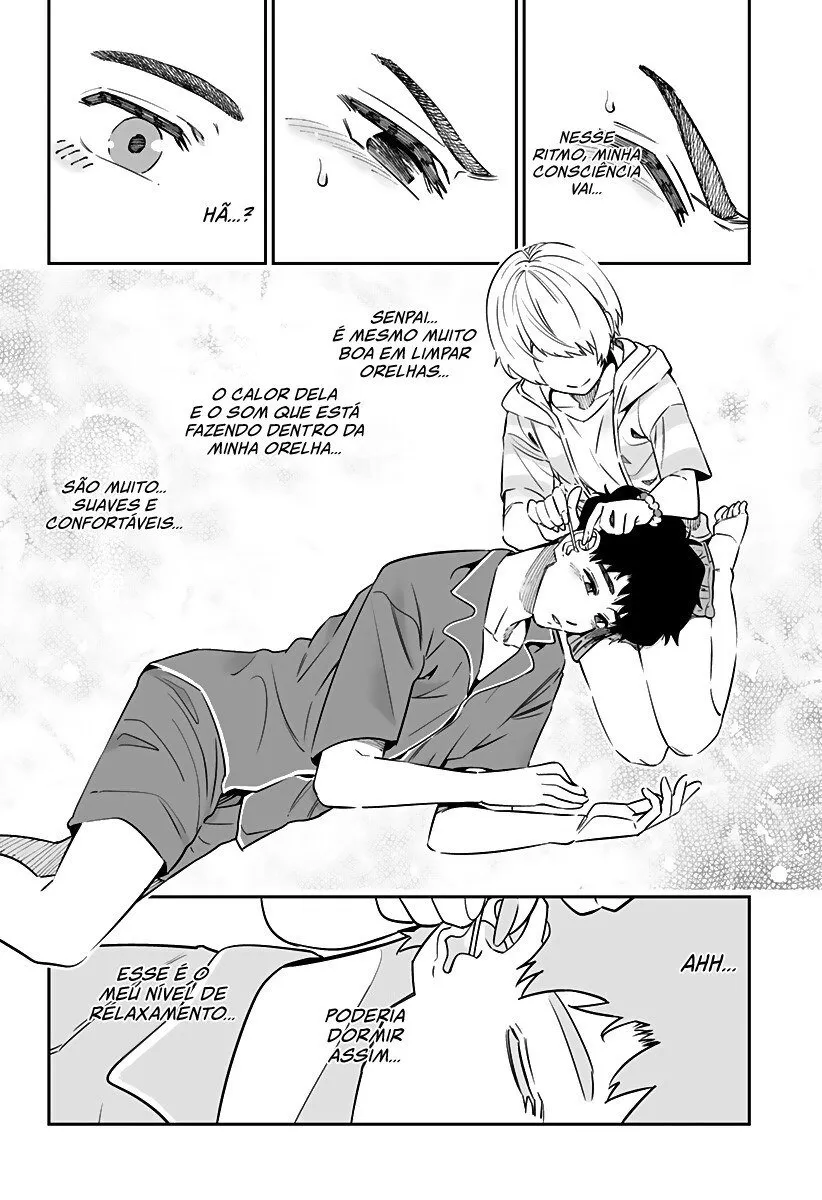 NESSE
RITMO, MINHA
CONSCIÊNCIA
VAI...
HÃ...?
SENPAI...
É MESMO MUITO
BOA EM LIMPAR
ORELHAS...
O CALOR DELA
E O SOM QUE ESTÁ
FAZENDO DENTRO DA
MINHA ORELHA...
SÃO MUITO...
SUAVES E
CONFORTÁVEIS...
AHH...
PODERIA
DORMIR
ASSIM...
ESSE É O
MEU NÍVEL DE
RELAXAMENTO...